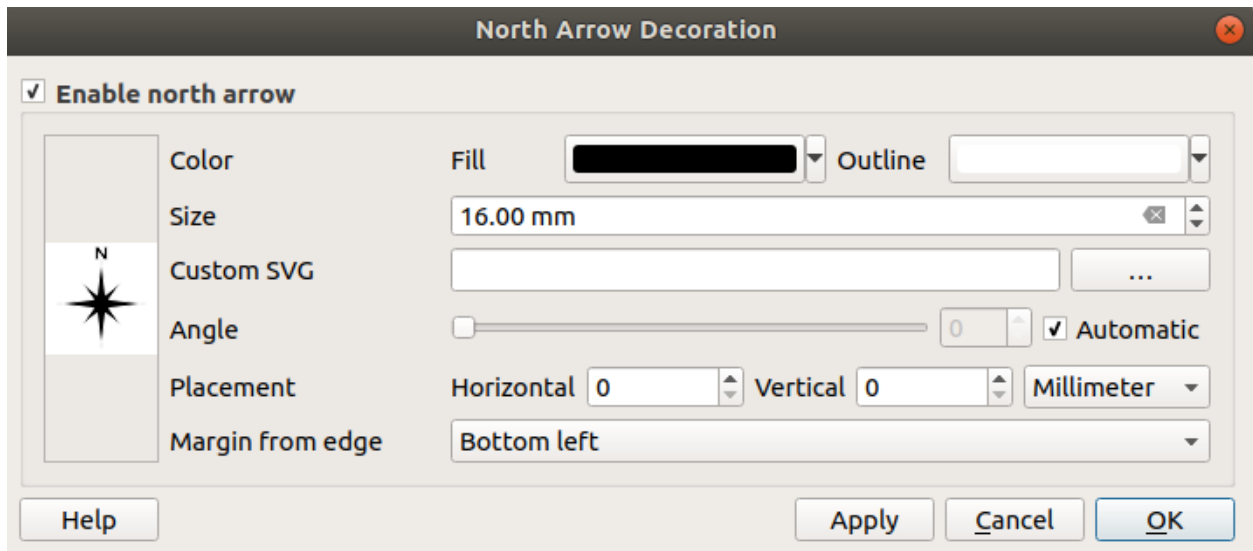 North Arrow Decoration
Enable north arrow
Color Fill Outline
Size 16.00 mm
N
Custom SVG ...
Angle 0 Automatic
Placement Horizontal 0 Vertical 0 Millimeter
Margin from edge Bottom left
Help Apply Cancel OK